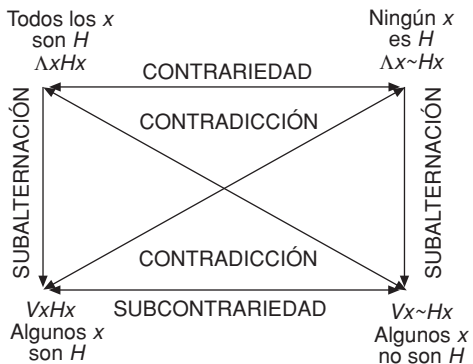 Todos los x
son H
ΛxHx
Ningún x
es H
Λx~Hx
CONTRARIEDAD
CONTRADICCIÓN
SUBALTERNACIÓN
SUBALTERNACIÓN
CONTRADICCIÓN
SUBCONTRARIEDAD
VxHx
Algunos x
son H
Vx~Hx
Algunos x
no son H